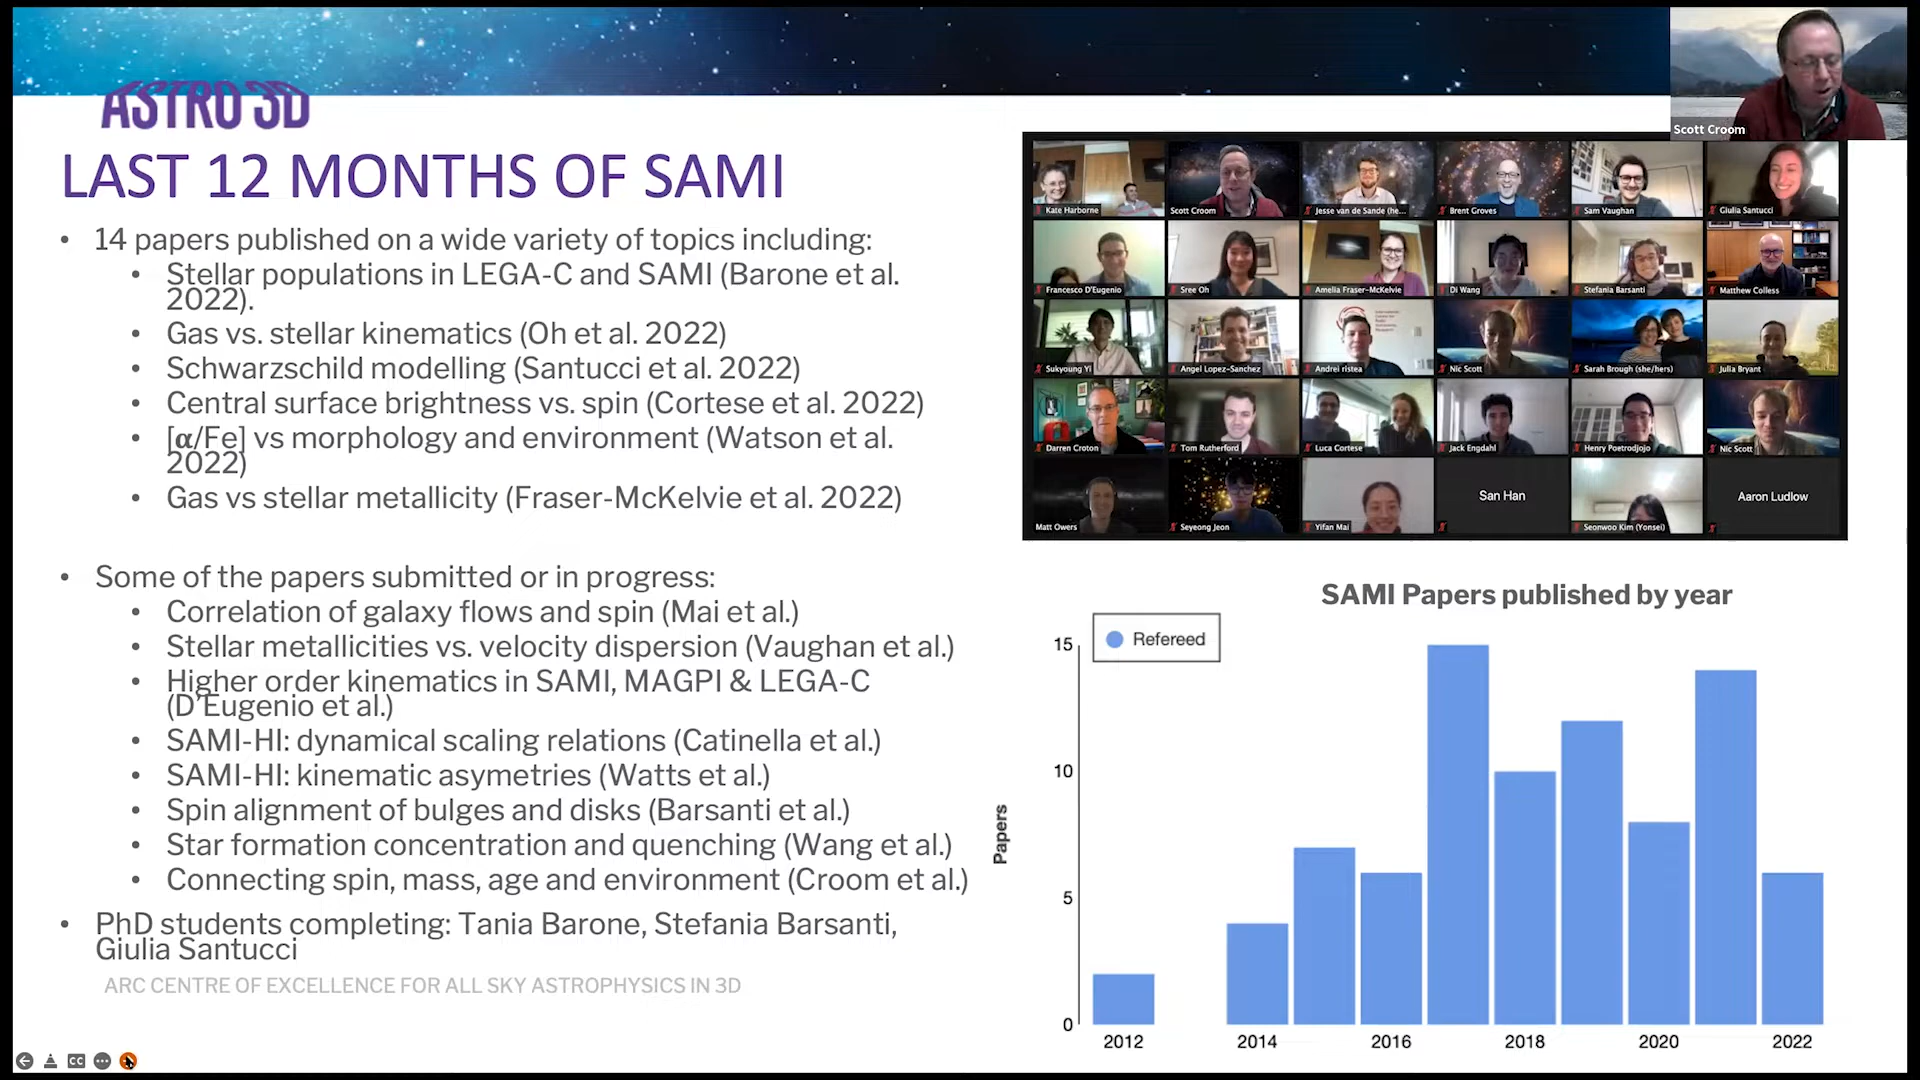 ASTRO 3D
LAST 12 MONTHS OF SAMI
• 14 papers published on a wide variety of topics including:
• Stellar populations in LEGA-C and SAMI (Barone et al.
2022).
• Gas vs. stellar kinematics (Oh et al. 2022)
• Schwarzschild modelling (Santucci et al. 2022)
• Central surface brightness vs. spin (Cortese et al. 2022)
• [α/Fe] vs morphology and environment (Watson et al.
2022)
• Gas vs stellar metallicity (Fraser-McKelvie et al. 2022)
• Some of the papers submitted or in progress:
• Correlation of galaxy flows and spin (Mai et al.)
• Stellar metallicities vs. velocity dispersion (Vaughan et al.)
• Higher order kinematics in SAMI, MAGPI & LEGA-C
(D'Eugenio et al.)
• SAMI-HI: dynamical scaling relations (Catinella et al.)
• SAMI-HI: kinematic asymetries (Watts et al.)
• Spin alignment of bulges and disks (Barsanti et al.)
• Star formation concentration and quenching (Wang et al.)
• Connecting spin, mass, age and environment (Croom et al.)
• PhD students completing: Tania Barone, Stefania Barsanti,
Giulia Santucci
ARC CENTRE OF EXCELLENCE FOR ALL SKY ASTROPHYSICS IN 3D
CC
Scott Croom
Kate Harborne
Scott Croom
Jesse van de Sande (he...
Brent Groves
Sam Vaughan
Giulia Santucci
Francesco D'Eugenio
Sree Oh
Amelia Fraser-McKelvie
Di Wang
Stefania Barsanti
Matthew Colless
Sukyoung Yi
Angel Lopez-Sanchez
Andrei ristea
Nic Scott
Sarah Brough (she/hers)
Julia Bryant
Darren Croton
Tom Rutherford
Luca Cortese
Jack Engdahl
Henry Poetrodjojo
Nic Scott
Matt Owers
Seyeong Jeon
Yifan Mai
San Han
Seonwoo Kim (Yonsei)
Aaron Ludlow
SAMI Papers published by year
Refereed
Papers
15
10
5
0
2012
2014
2016
2018
2020
2022